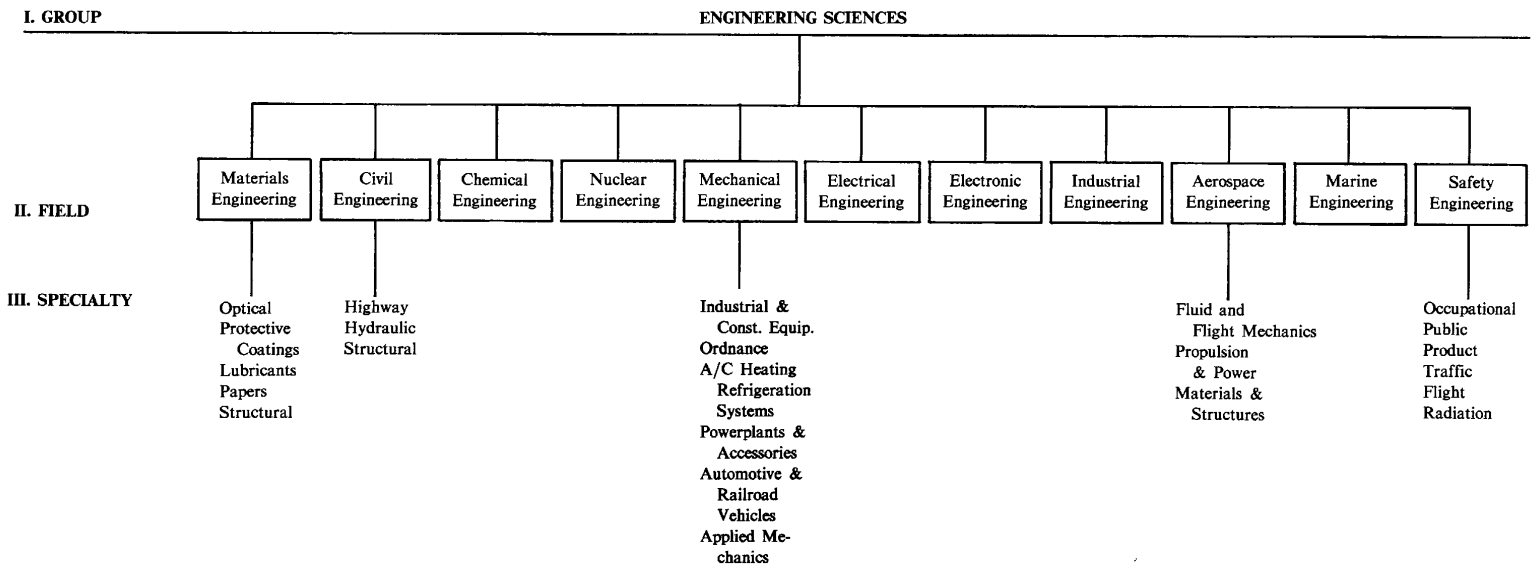 I. GROUP
ENGINEERING SCIENCES
II. FIELD
Materials
Engineering
Civil
Engineering
Chemical
Engineering
Nuclear
Engineering
Mechanical
Engineering
Electrical
Engineering
Electronic
Engineering
Industrial
Engineering
Aerospace
Engineering
Marine
Engineering
Safety
Engineering
III. SPECIALTY
Optical
Protective
Coatings
Lubricants
Papers
Structural
Highway
Hydraulic
Structural
Industrial &
Const. Equip.
Ordnance
A/C Heating
Refrigeration
Systems
Powerplants &
Accessories
Automotive &
Railroad
Vehicles
Applied Me-
chanics
Fluid and
Flight Mechanics
Propulsion
& Power
Materials &
Structures
Occupational
Public
Product
Traffic
Flight
Radiation